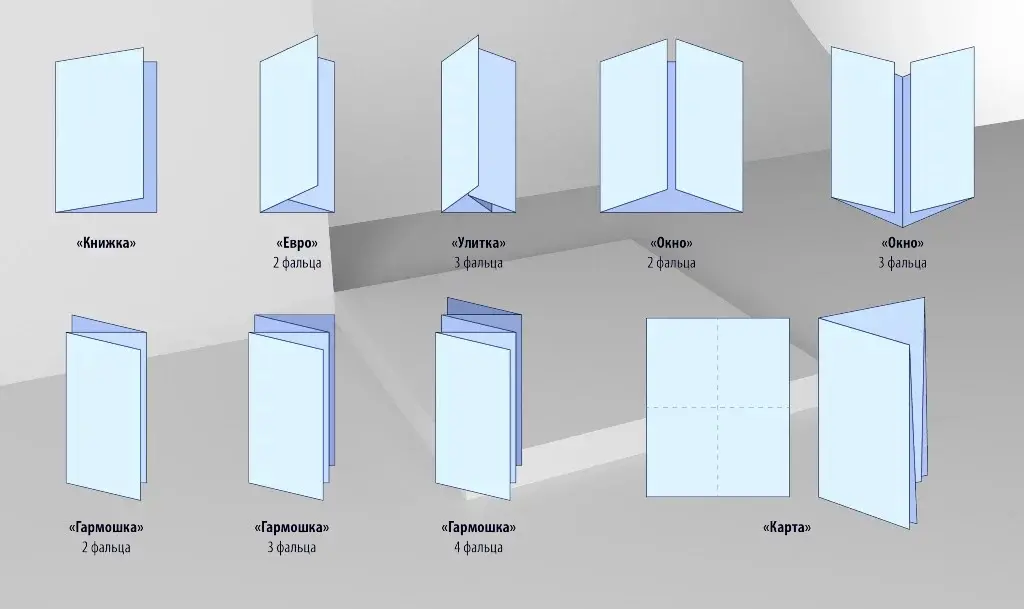 «Книжка»
«Евро»
2 фальца
«Улитка»
3 фальца
«Окно»
2 фальца
«Окно»
3 фальца
«Гармошка»
2 фальца
«Гармошка»
3 фальца
«Гармошка»
4 фальца
«Карта»